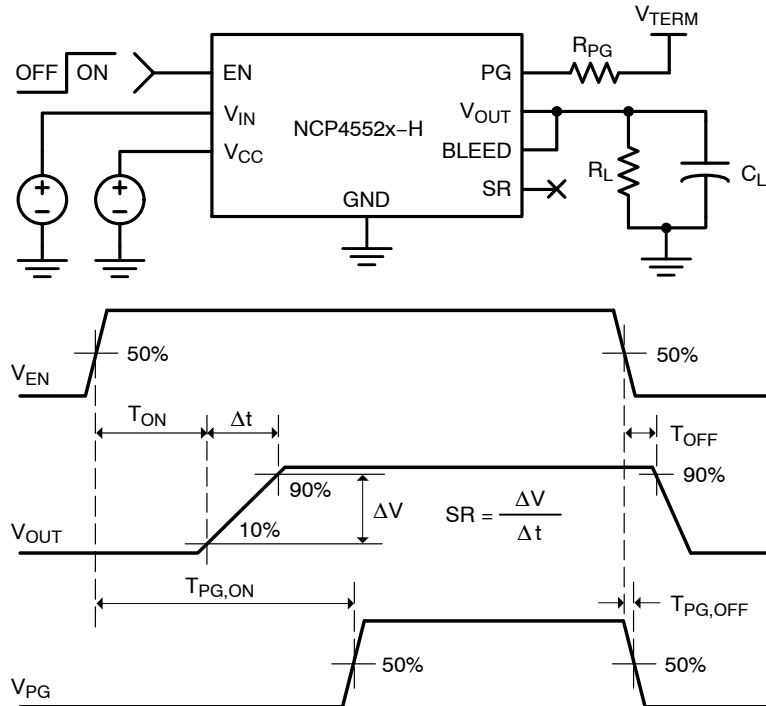 V_TERM
R_PG
OFF ON
EN
PG
V_IN
V_OUT
NCP4552x−H
V_CC
BLEED
R_L
C_L
SR
GND
+
−
+
−
50%
50%
V_EN
T_ON
Δt
T_OFF
90%
90%
ΔV
SR = ΔV / Δt
10%
V_OUT
T_PG,ON
T_PG,OFF
50%
50%
V_PG